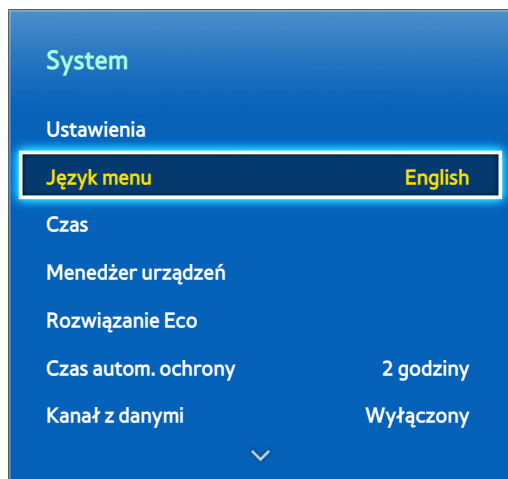 System
Ustawienia
Język menu English
Czas
Menedżer urządzeń
Rozwiązanie Eco
Czas autom. ochrony 2 godziny
Kanał z danymi Wyłączony